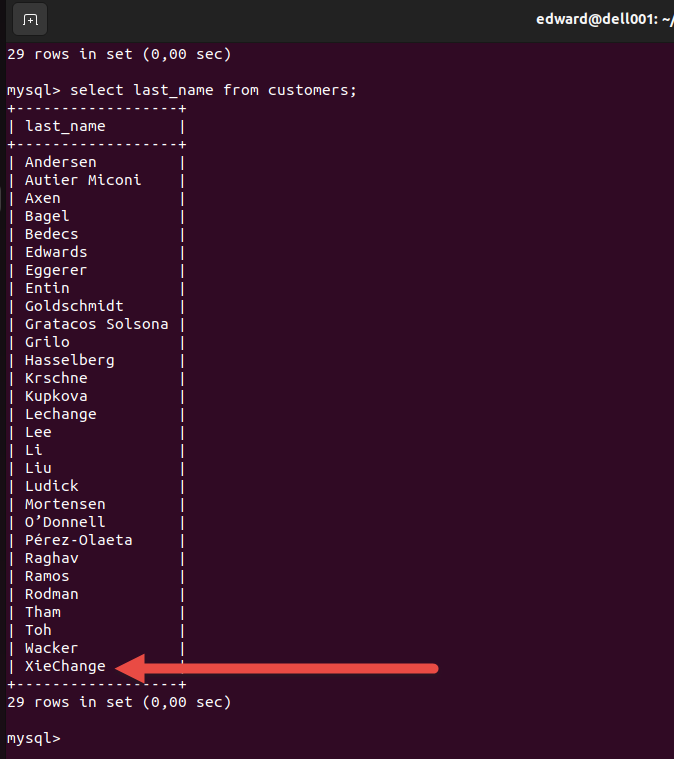 edward@dell001: ~/
29 rows in set (0,00 sec)
mysql> select last_name from customers;
+------------------+
| last_name        |
+------------------+
| Andersen         |
| Autier Miconi    |
| Axen             |
| Bagel            |
| Bedecs           |
| Edwards          |
| Eggerer          |
| Entin            |
| Goldschmidt      |
| Gratacos Solsona |
| Grilo            |
| Hasselberg       |
| Krschne          |
| Kupkova          |
| Lechange         |
| Lee              |
| Li               |
| Liu              |
| Ludick           |
| Mortensen        |
| O’Donnell        |
| Pérez-Olaeta     |
| Raghav           |
| Ramos            |
| Rodman           |
| Tham             |
| Toh              |
| Wacker           |
| XieChange        |
+------------------+
29 rows in set (0,00 sec)
mysql>